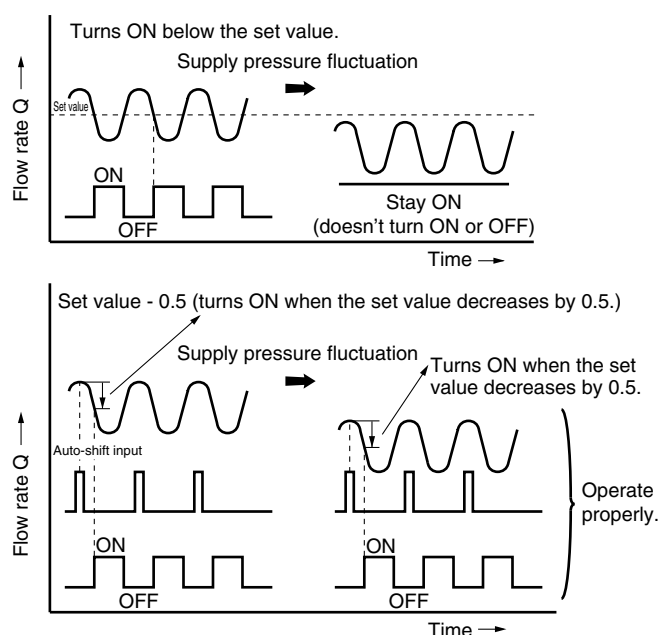 Turns ON below the set value.
Supply pressure fluctuation
Set value
Flow rate Q
ON
OFF
Stay ON
(doesn't turn ON or OFF)
Time
Set value - 0.5 (turns ON when the set value decreases by 0.5.)
Supply pressure fluctuation
Turns ON when the set
value decreases by 0.5.
Auto-shift input
Flow rate Q
Operate
properly.
ON
ON
OFF
OFF
Time